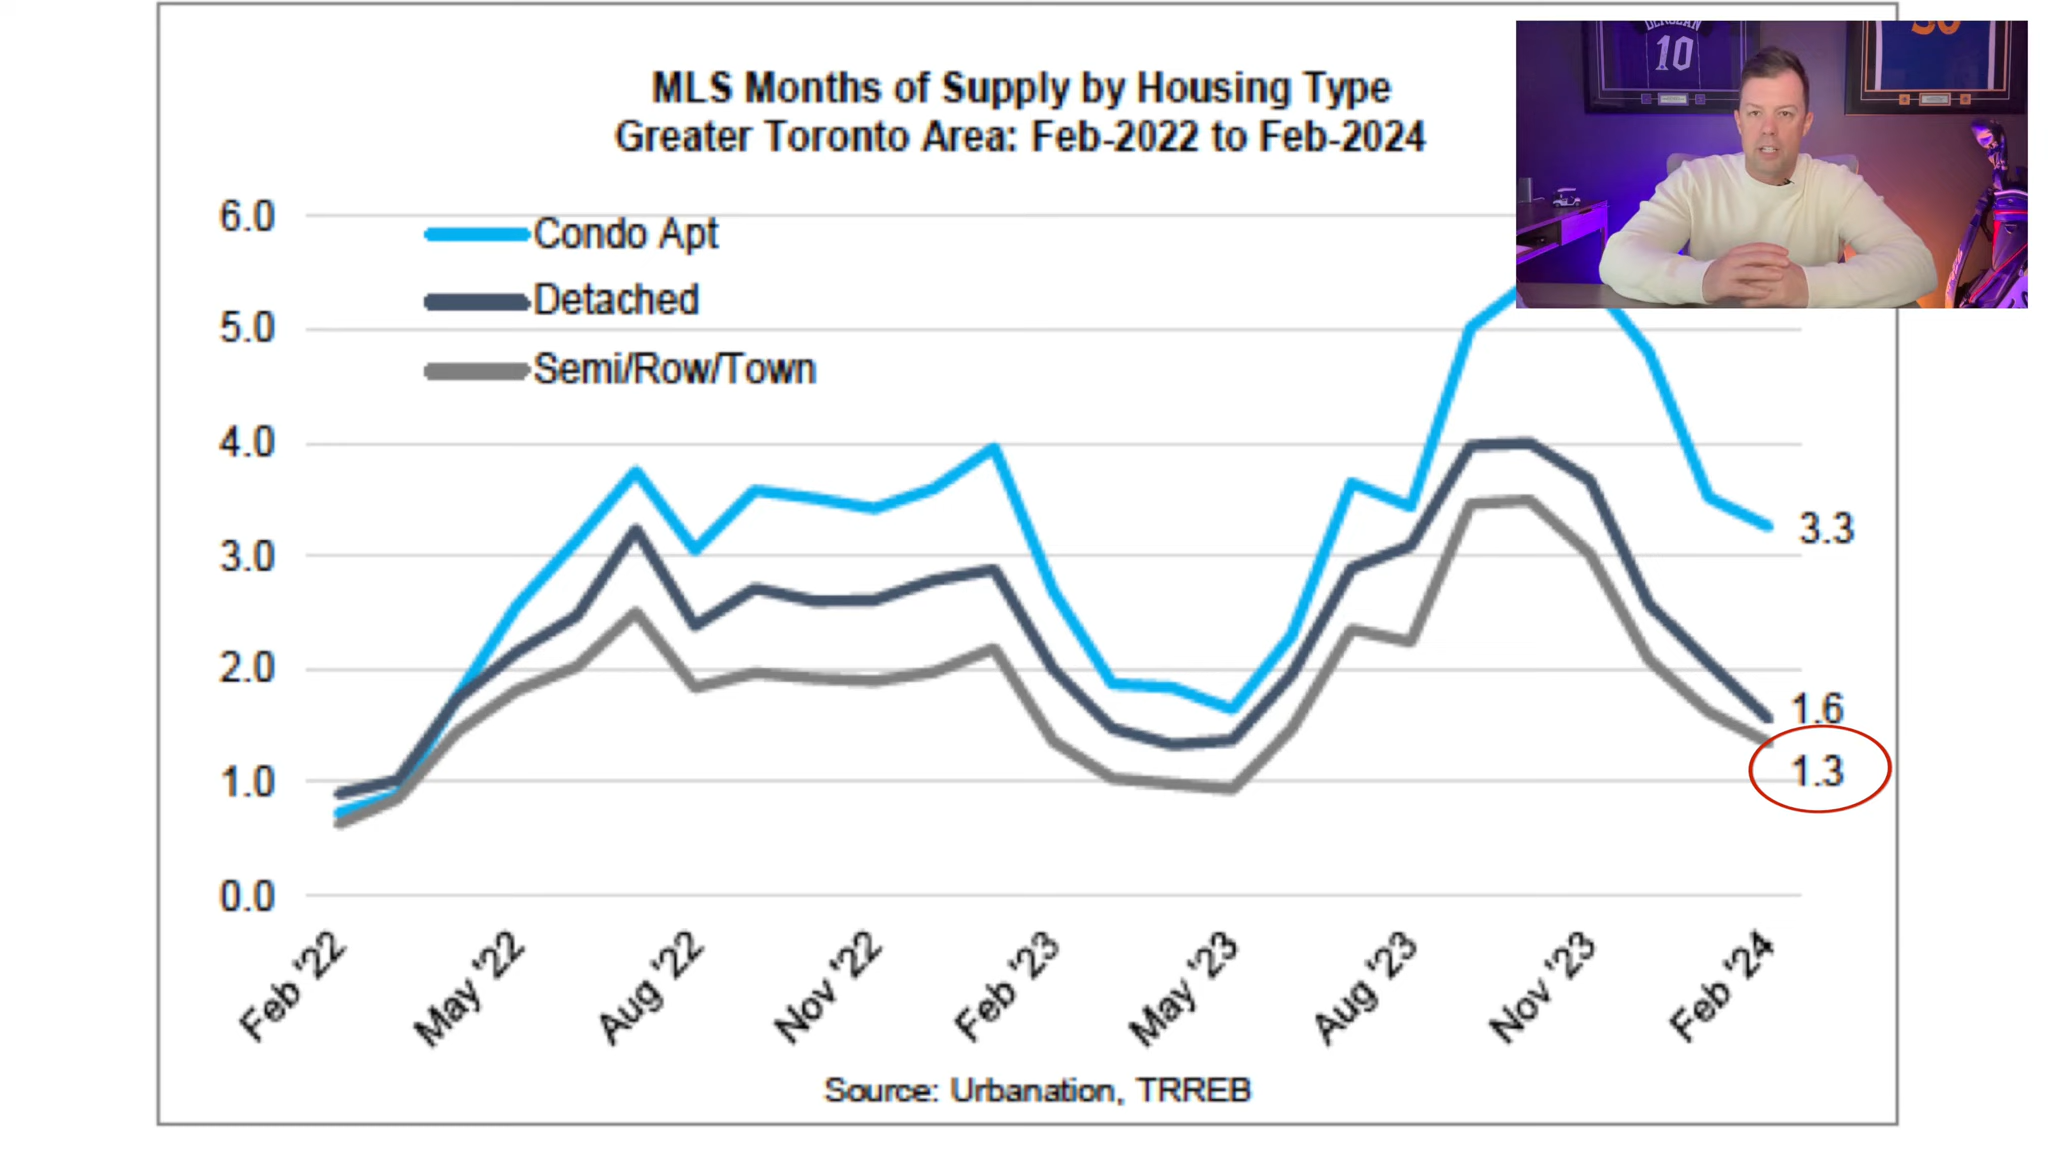 MLS Months of Supply by Housing Type
Greater Toronto Area: Feb-2022 to Feb-2024
10
6.0
Condo Apt
Detached
5.0
Semi/Row/Town
4.0
3.0
3.3
2.0
1.6
1.0
1.3
0.0
Feb '22
May '22
Aug '22
Nov '22
Feb '23
May '23
Aug '23
Nov '23
Feb '24
Source: Urbanation, TRREB